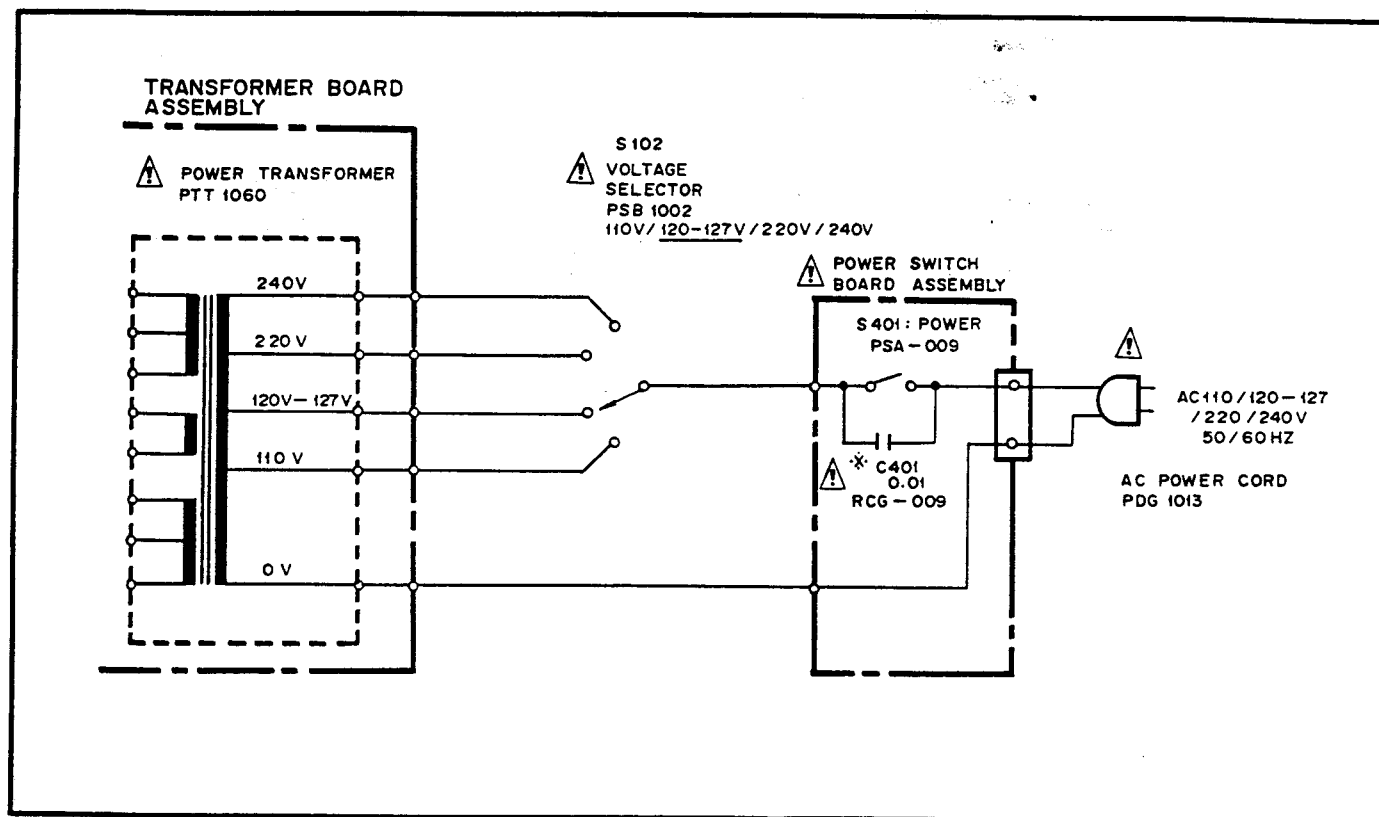 TRANSFORMER BOARD
ASSEMBLY
POWER TRANSFORMER
PTT 1060
S102
VOLTAGE
SELECTOR
PSB 1002
110V/120-127V/220V/240V
POWER SWITCH
BOARD ASSEMBLY
S401: POWER
PSA-009
240V
220V
120V-127V
110V
0V
※ C401
0.01
RCG-009
AC110/120-127
/220/240V
50/60HZ
AC POWER CORD
PDG 1013